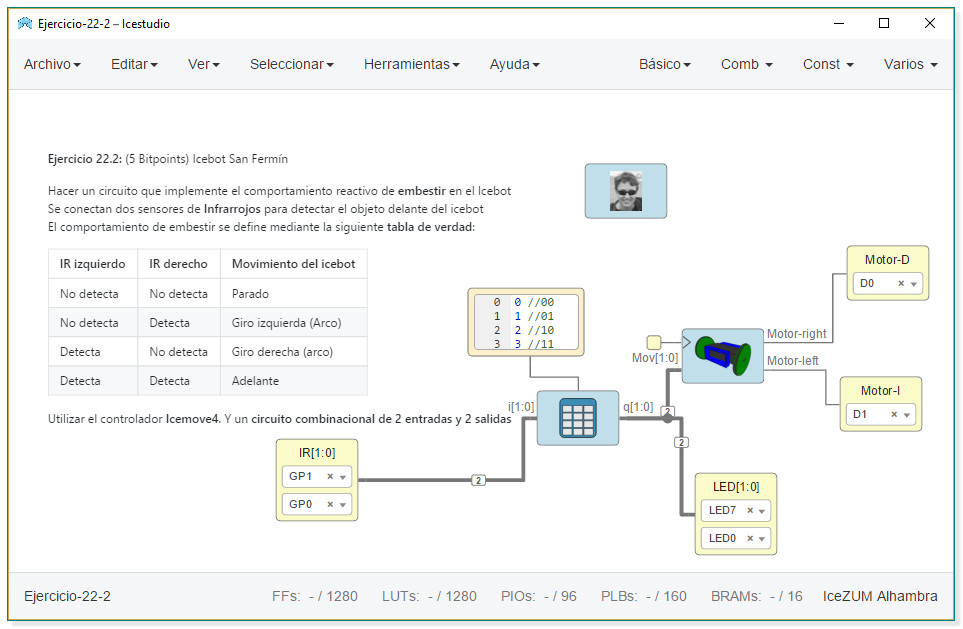 Ejercicio-22-2 – Icestudio
Archivo Editar Ver Seleccionar Herramientas Ayuda Básico Comb Const Varios
Ejercicio 22.2: (5 Bitpoints) Icebot San Fermín
Hacer un circuito que implemente el comportamiento reactivo de embestir en el Icebot
Se conectan dos sensores de Infrarrojos para detectar el objeto delante del icebot
El comportamiento de embestir se define mediante la siguiente tabla de verdad:
IR izquierdo IR derecho Movimiento del icebot
No detecta No detecta Parado
No detecta Detecta Giro izquierda (Arco)
Detecta No detecta Giro derecha (arco)
Detecta Detecta Adelante
Utilizar el controlador Icemove4. Y un circuito combinacional de 2 entradas y 2 salidas
0 0 //00
1 1 //01
2 2 //10
3 3 //11
Motor-D
D0
Motor-right
Mov[1:0]
Motor-left
Motor-I
D1
i[1:0]
q[1:0]
2
2
IR[1:0]
GP1
GP0
2
LED[1:0]
LED7
LED0
Ejercicio-22-2 FFs: - / 1280 LUTs: - / 1280 PIOs: - / 96 PLBs: - / 160 BRAMs: - / 16 IceZUM Alhambra